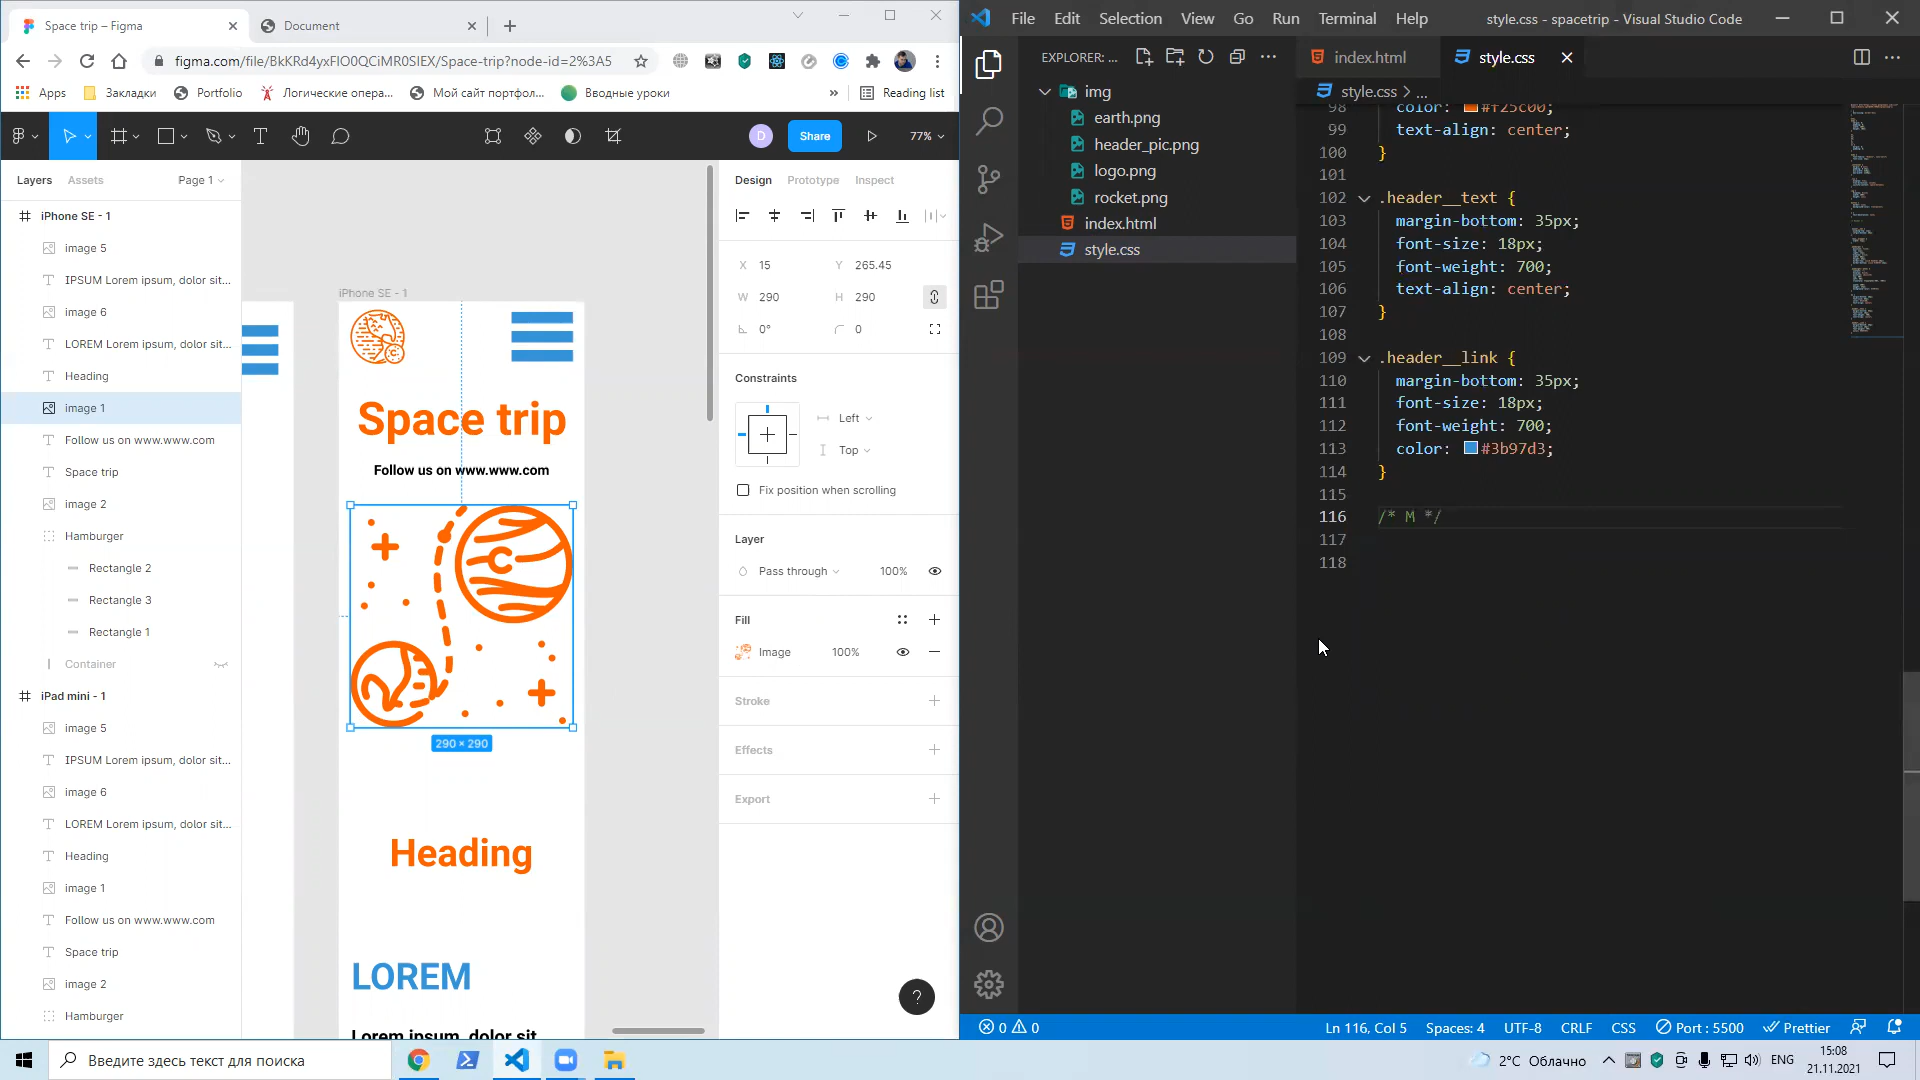 Space trip – Figma
Document
figma.com/file/BkKRd4yxFlO0QCiMR0SIEX/Space-trip?node-id=2%3A5
Apps
Закладки
Portfolio
Логические опера...
Мой сайт портфол...
Вводные уроки
»
Reading list
D
Share
77%
Layers
Assets
Page 1
iPhone SE - 1
image 5
IPSUM Lorem ipsum, dolor sit...
image 6
LOREM Lorem ipsum, dolor sit...
Heading
image 1
Follow us on www.www.com
Space trip
image 2
Hamburger
Rectangle 2
Rectangle 3
Rectangle 1
Container
iPad mini - 1
image 5
IPSUM Lorem ipsum, dolor sit...
image 6
LOREM Lorem ipsum, dolor sit...
Heading
image 1
Follow us on www.www.com
Space trip
image 2
Hamburger
iPhone SE - 1
Space trip
Follow us on www.www.com
290 × 290
Heading
LOREM
Lorem ipsum, dolor sit
Design
Prototype
Inspect
X 15
Y 265.45
W 290
H 290
0°
0
Constraints
Left
Top
Fix position when scrolling
Layer
Pass through
100%
Fill
Image
100%
Stroke
Effects
Export
?
File Edit Selection View Go Run Terminal Help
style.css - spacetrip - Visual Studio Code
EXPLORER: ...
img
earth.png
header_pic.png
logo.png
rocket.png
index.html
style.css
index.html
style.css
style.css > ...
98 color: #f25c00;
99 text-align: center;
100 }
101
102 .header__text {
103 margin-bottom: 35px;
104 font-size: 18px;
105 font-weight: 700;
106 text-align: center;
107 }
108
109 .header__link {
110 margin-bottom: 35px;
111 font-size: 18px;
112 font-weight: 700;
113 color: #3b97d3;
114 }
115
116 /* M */
117
118
0 0
Ln 116, Col 5
Spaces: 4
UTF-8
CRLF
CSS
Port : 5500
Prettier
Введите здесь текст для поиска
2°C Облачно
ENG
15:08
21.11.2021